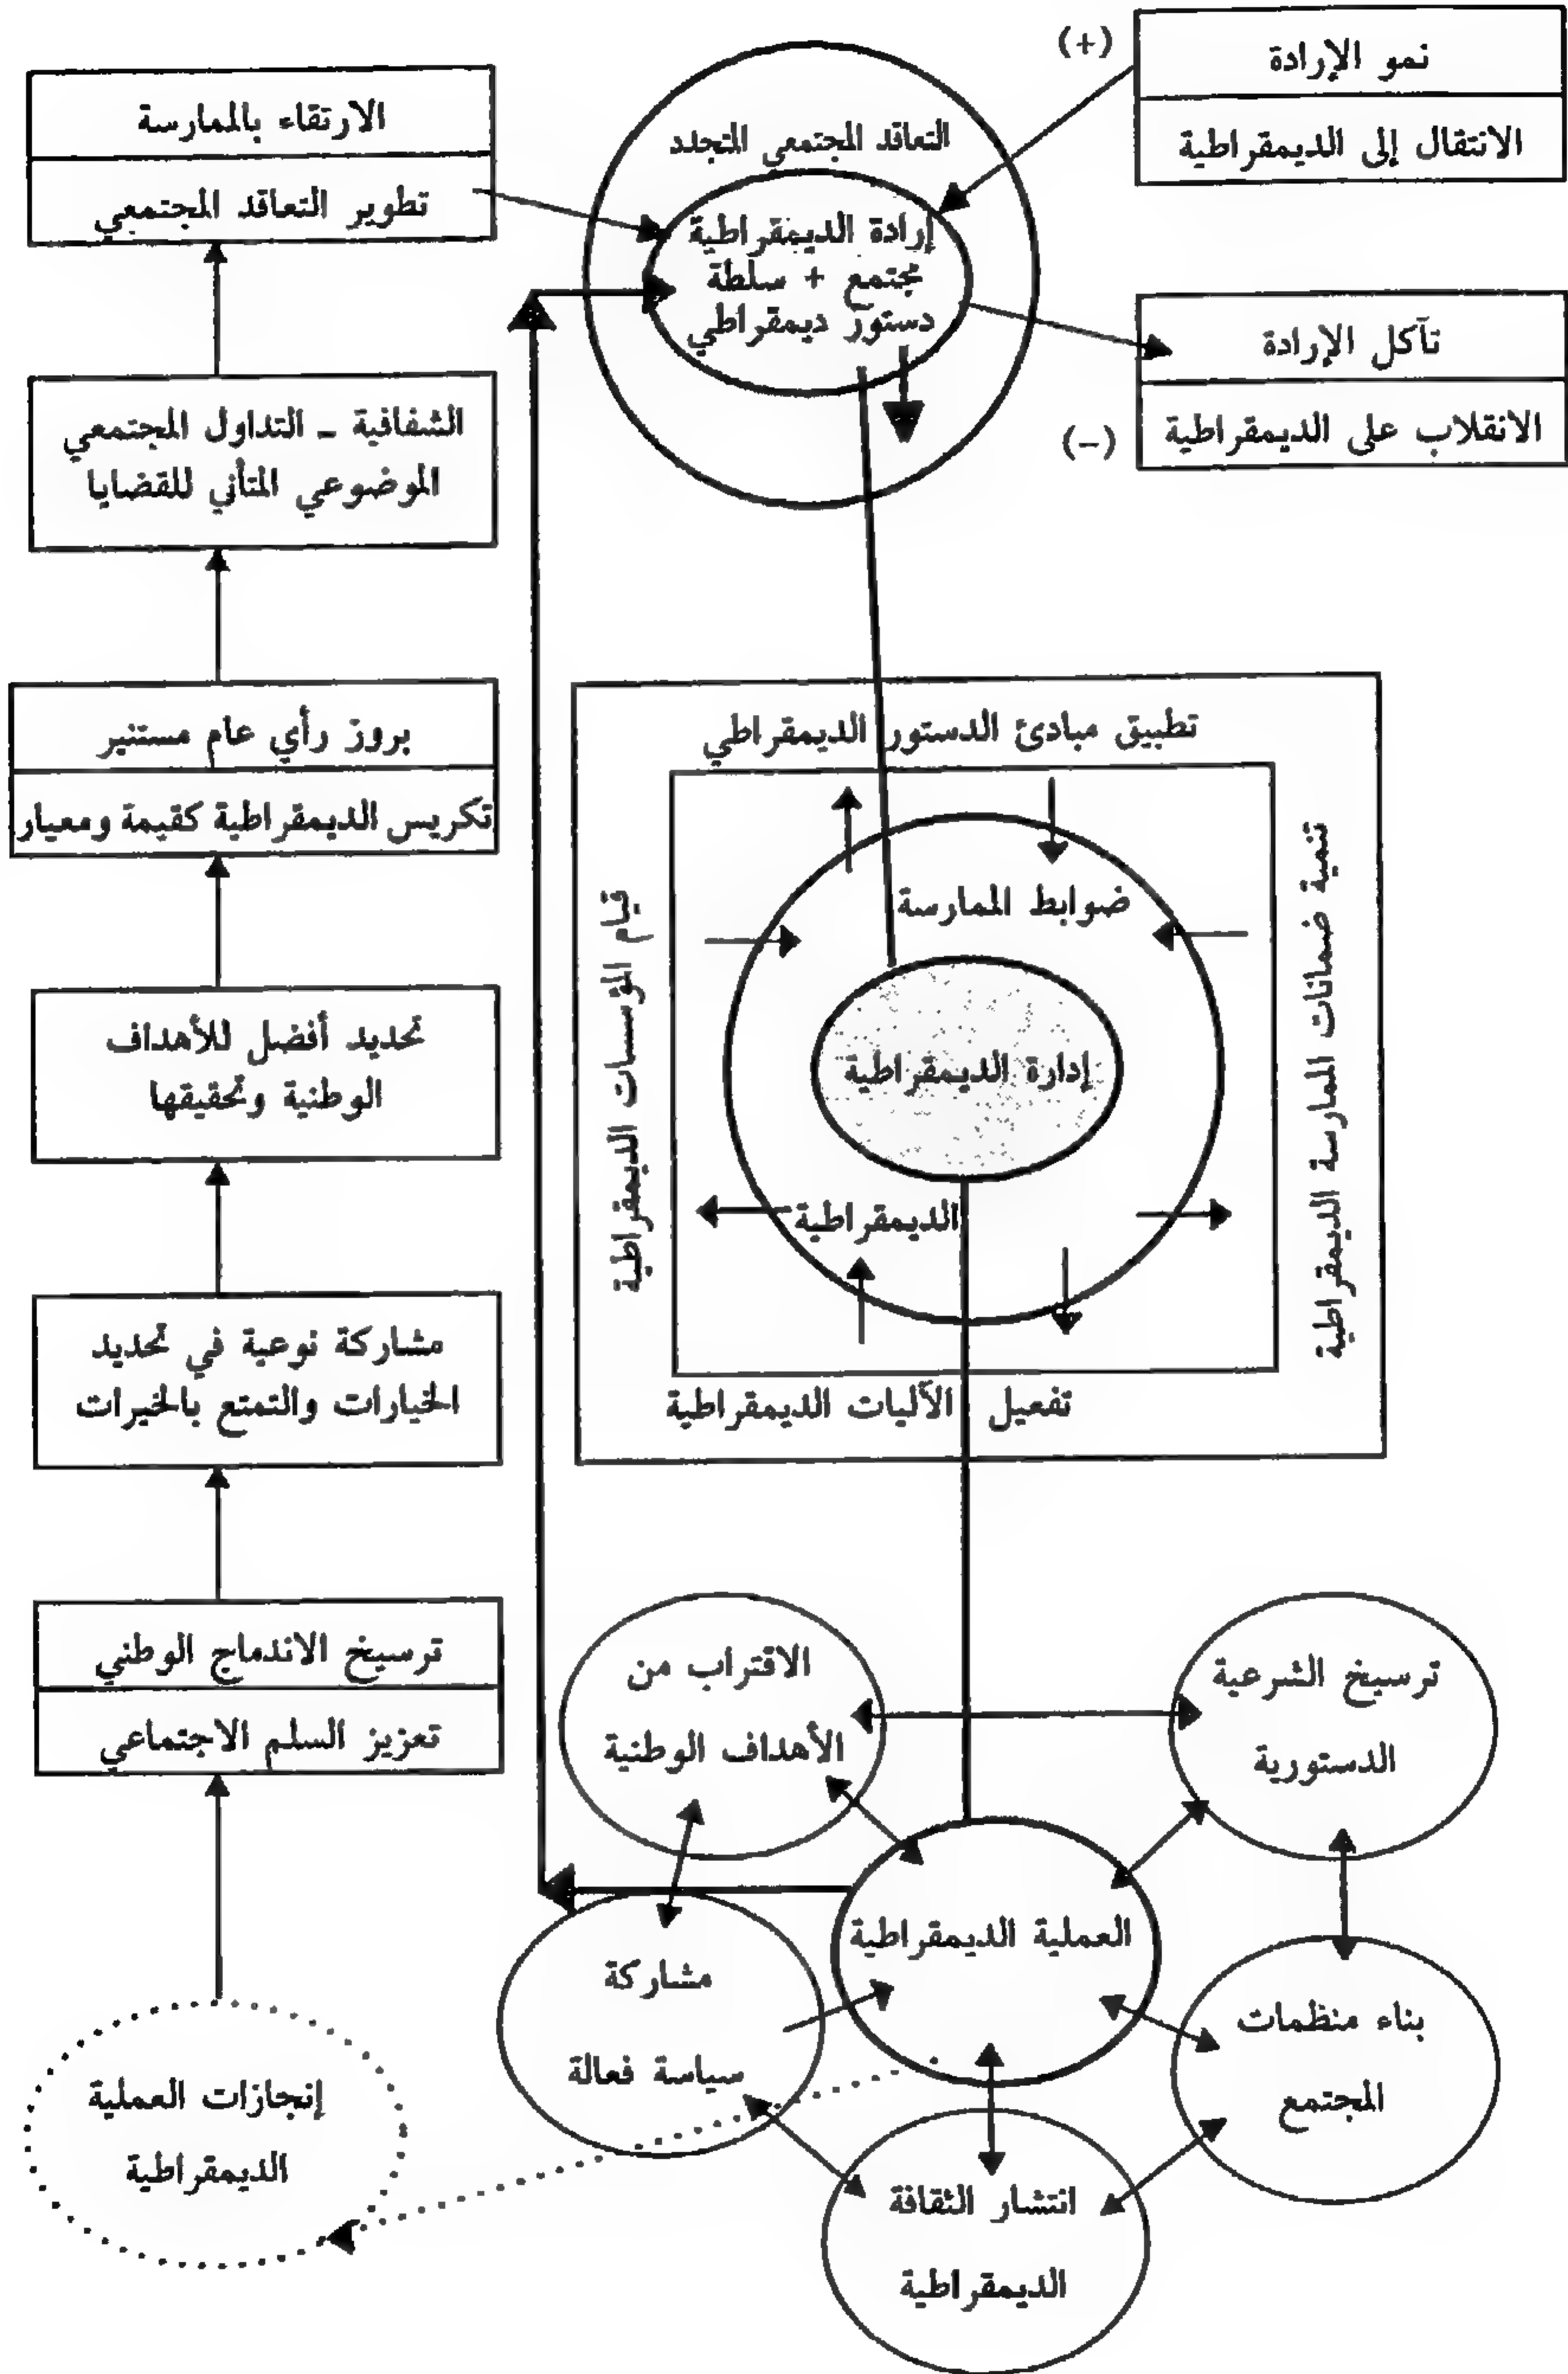 (+)
نمو الإرادة
الانتقال إلى الديمقراطية
التعاقد المجتمعي المتجدد
إرادة الديمقراطية
مجتمع + سلطة
دستور ديمقراطي
الارتقاء بالممارسة
تطوير التعاقد المجتمعي
تآكل الإرادة
الانقلاب على الديمقراطية
(-)
الشفافية - التداول المجتمعي
الموضوعي المتأني للقضايا
بروز رأي عام مستنير
تكريس الديمقراطية كقيمة ومعيار
تحديد أفضل للأهداف
الوطنية وتحقيقها
مشاركة نوعية في تحديد
الخيارات والتمتع بالخيرات
ترسيخ الاندماج الوطني
تعزيز السلم الاجتماعي
إنجازات العملية
الديمقراطية
تطبيق مبادئ الدستور الديمقراطي
تنمية ضمانات الممارسة الديمقراطية
قيام المؤسسات الديمقراطية
ضوابط الممارسة
إدارة الديمقراطية
الديمقراطية
تفعيل الأليات الديمقراطية
ترسيخ الشرعية
الدستورية
الاقتراب من
الأهداف الوطنية
العملية الديمقراطية
مشاركة
سياسة فعالة
بناء منظمات
المجتمع
انتشار الثقافة
الديمقراطية